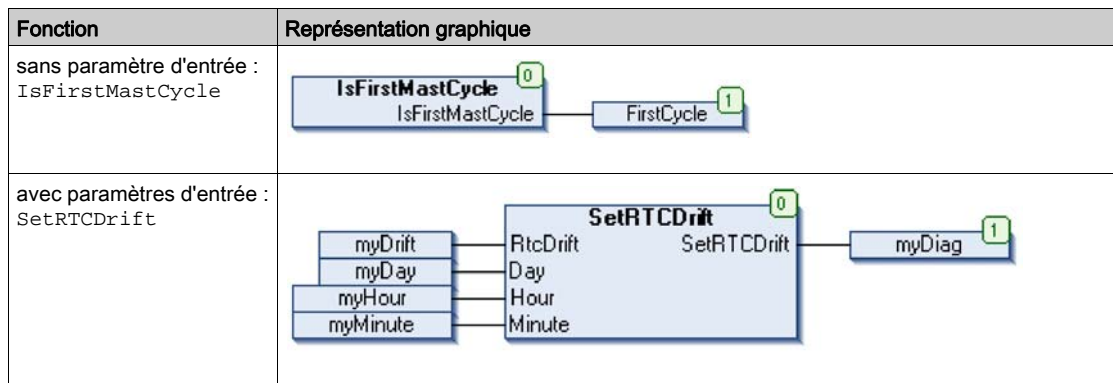 Fonction
Représentation graphique
sans paramètre d'entrée :
IsFirstMastCycle
0
IsFirstMastCycle
IsFirstMastCycle
1
FirstCycle
avec paramètres d'entrée :
SetRTCDrift
0
SetRTCDrift
1
myDrift
RtcDrift
SetRTCDrift
myDiag
myDay
Day
myHour
Hour
myMinute
Minute